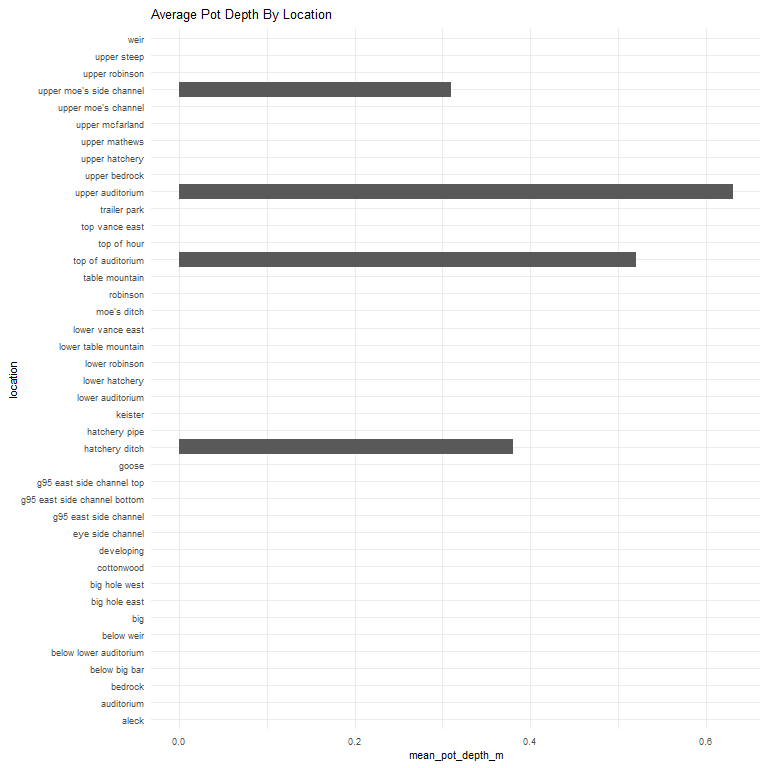 Average Pot Depth By Location
weir
upper steep
upper robinson
upper moe's side channel
upper moe's channel
upper mcfarland
upper mathews
upper hatchery
upper bedrock
upper auditorium
trailer park
top vance east
top of hour
top of auditorium
table mountain
robinson
moe's ditch
lower vance east
lower table mountain
lower robinson
lower hatchery
lower auditorium
keister
hatchery pipe
hatchery ditch
goose
g95 east side channel top
g95 east side channel bottom
g95 east side channel
eye side channel
developing
cottonwood
big hole west
big hole east
big
below weir
below lower auditorium
below big bar
bedrock
auditorium
aleck
location
0.0 0.2 0.4 0.6
mean_pot_depth_m